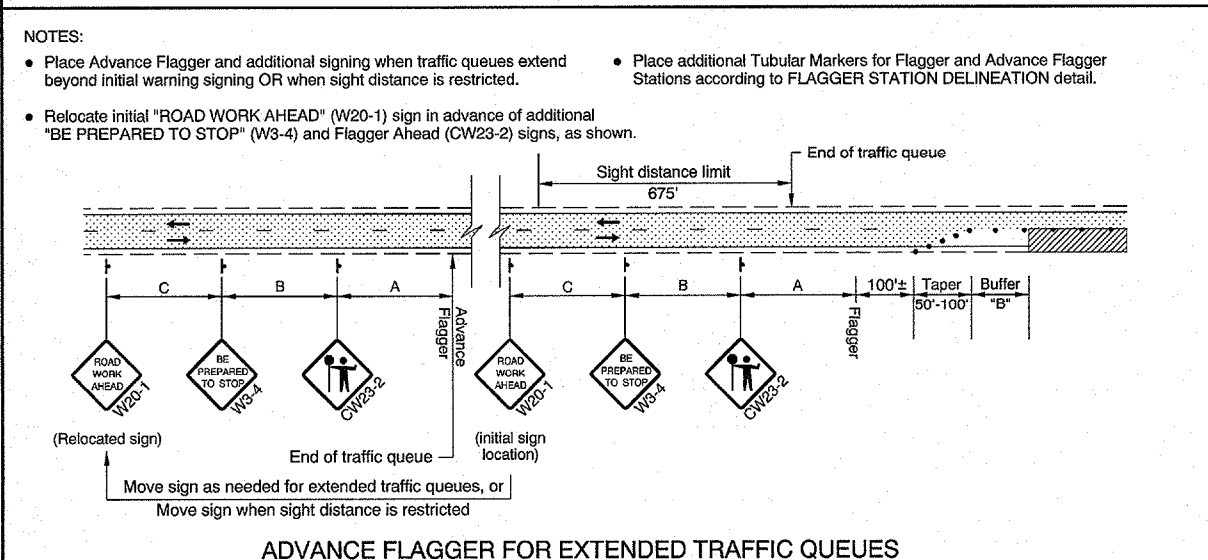 NOTES:
• Place Advance Flagger and additional signing when traffic queues extend
beyond initial warning signing OR when sight distance is restricted.
• Relocate initial "ROAD WORK AHEAD" (W20-1) sign in advance of additional
"BE PREPARED TO STOP" (W3-4) and Flagger Ahead (CW23-2) signs, as shown.
• Place additional Tubular Markers for Flagger and Advance Flagger
Stations according to FLAGGER STATION DELINEATION detail.
End of traffic queue
Sight distance limit
675'
C
B
A
Advance
Flagger
C
B
A
Flagger
100'±
Taper
50'-100'
Buffer
"B"
ROAD
WORK
AHEAD
W20-1
BE
PREPARED
TO STOP
W3-4
CW23-2
ROAD
WORK
AHEAD
W20-1
BE
PREPARED
TO STOP
W3-4
CW23-2
(Relocated sign)
End of traffic queue
(initial sign
location)
Move sign as needed for extended traffic queues, or
Move sign when sight distance is restricted
ADVANCE FLAGGER FOR EXTENDED TRAFFIC QUEUES